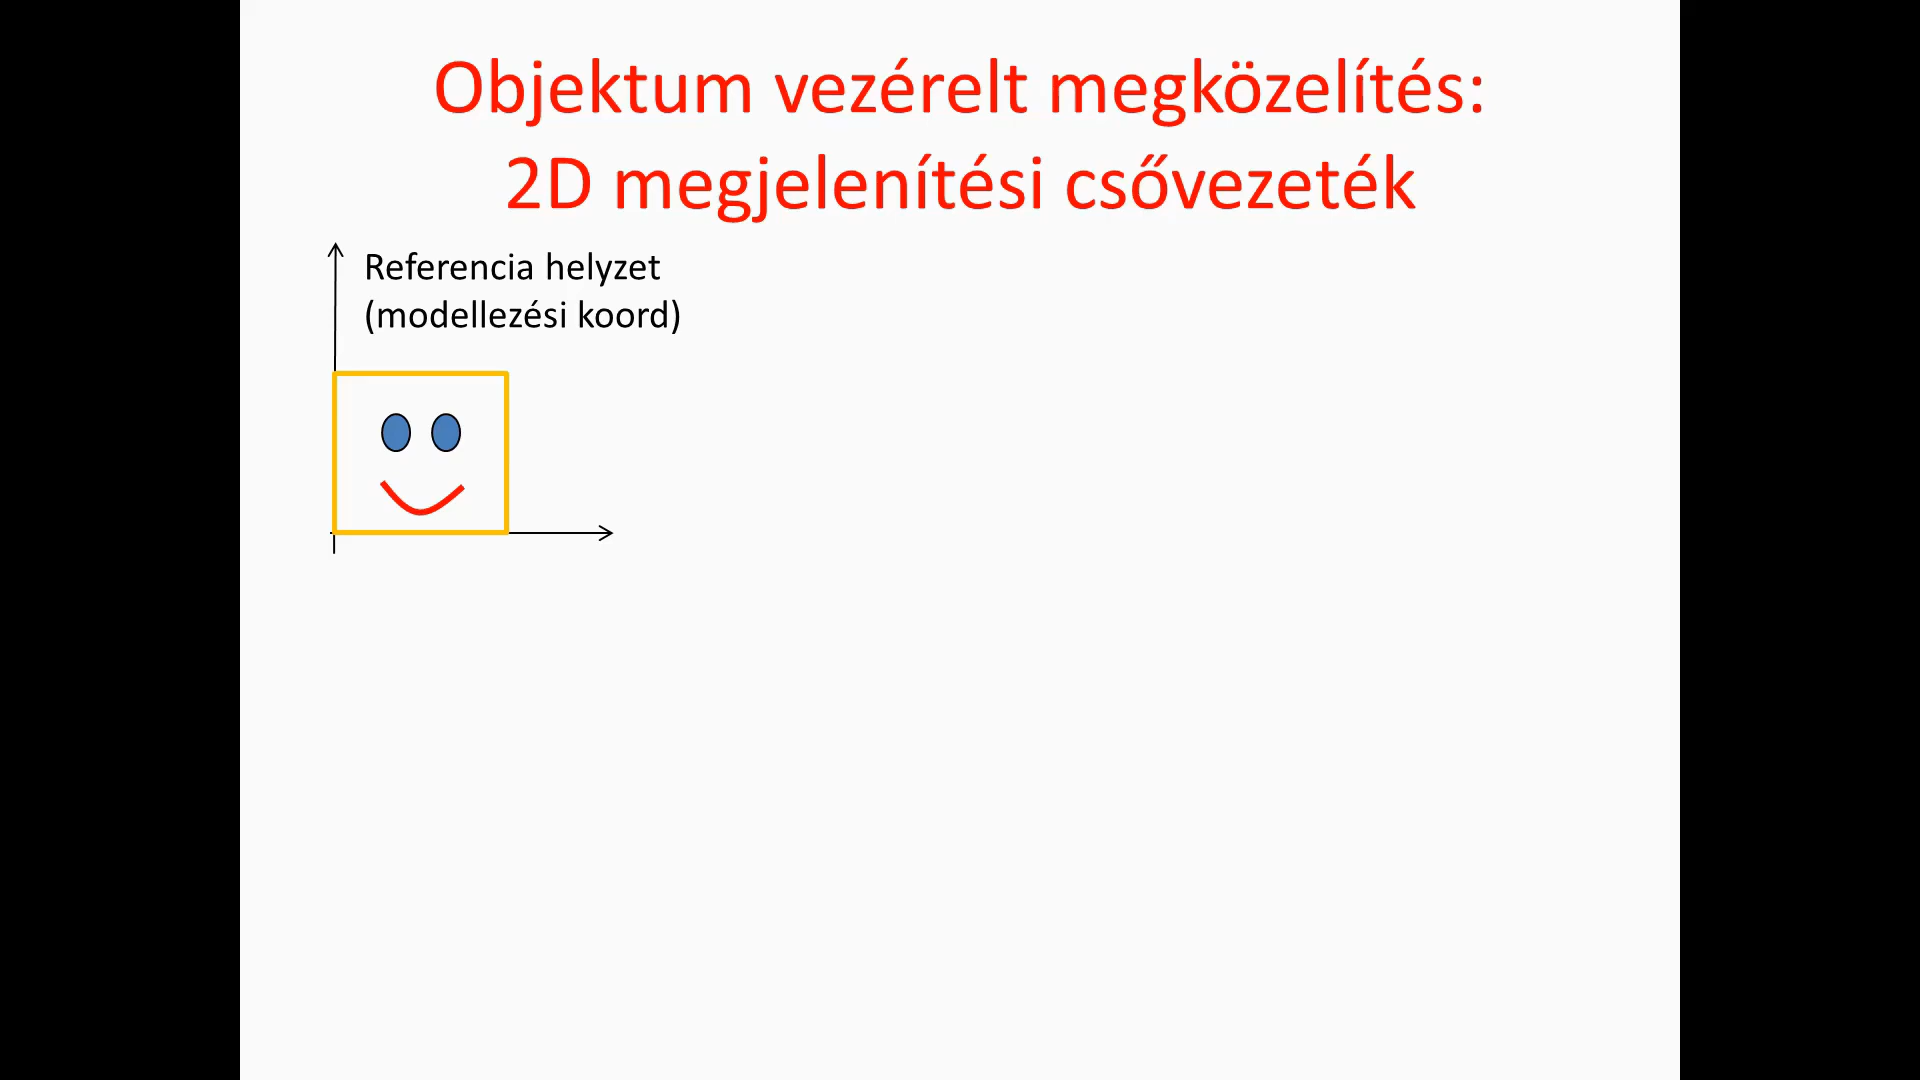 Objektum vezérelt megközelítés:
2D megjelenítési csővezeték
Referencia helyzet
(modellezési koord)